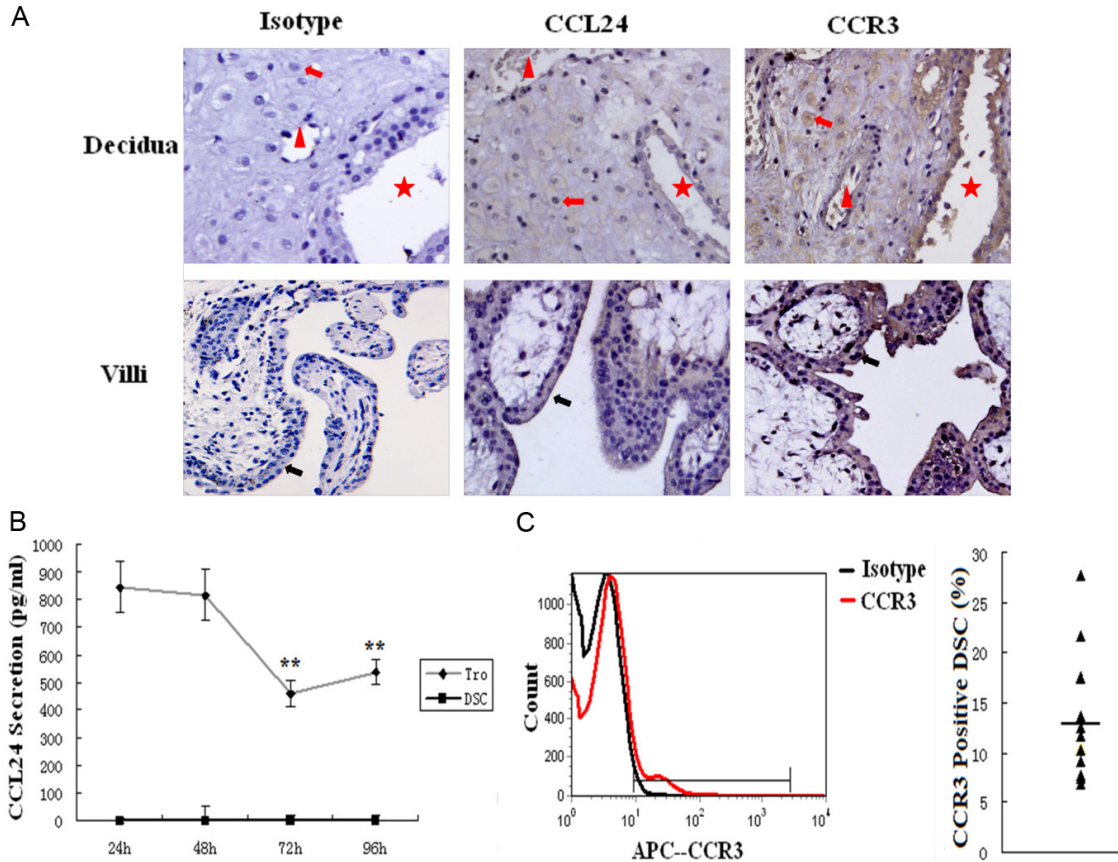 A
Isotype CCL24 CCR3
Decidua
Villi
B
CCL24 Secretion (pg/ml)
1000
900
800
700
600
500
400
300
200
100
0
24h 48h 72h 96h
** **
Tro
DSC
C
Count
1000
800
600
400
200
0
10^0 10^1 10^2 10^3 10^4
APC--CCR3
Isotype
CCR3
CCR3 Positive DSC (%)
30
25
20
15
10
5
0